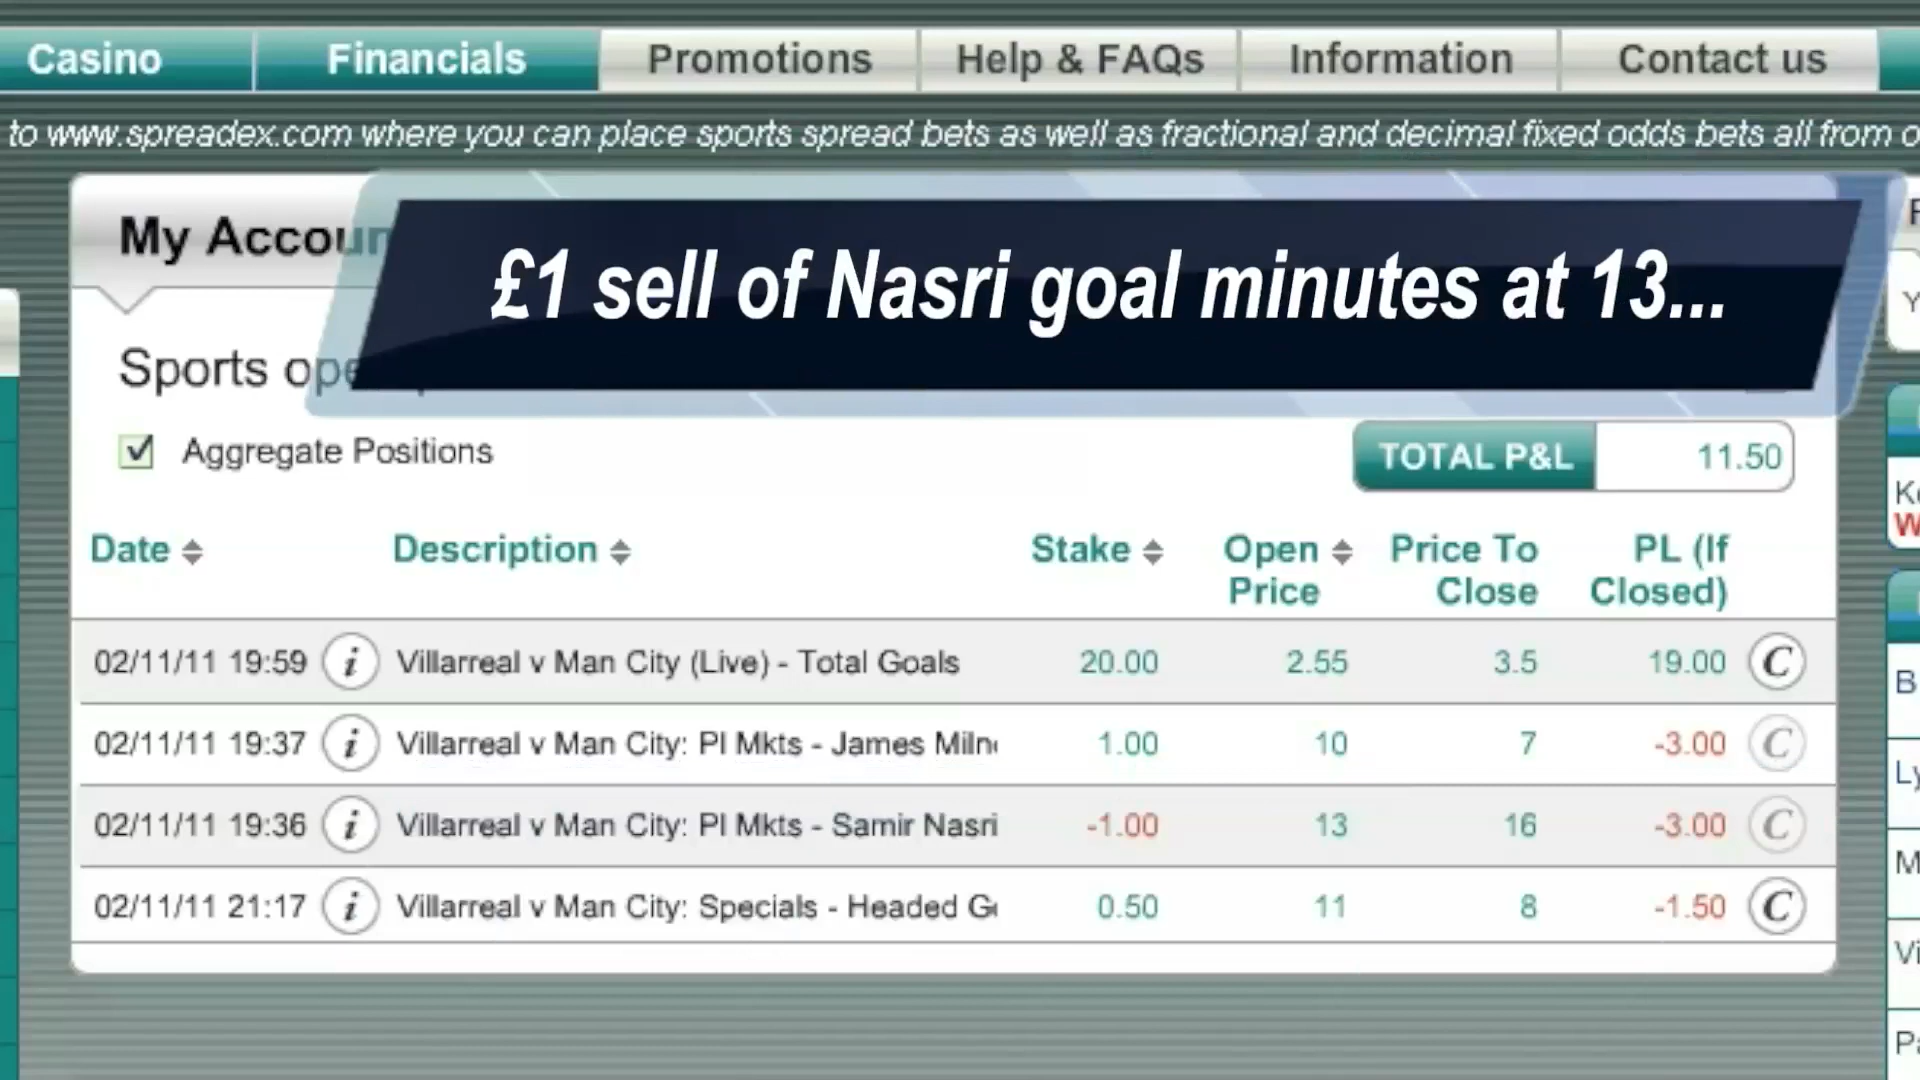 Casino Financials Promotions Help & FAQs Information Contact us
to www.spreadex.com where you can place sports spread bets as well as fractional and decimal fixed odds bets all from
My Accoun
£1 sell of Nasri goal minutes at 13...
Sports ope
Aggregate Positions TOTAL P&L 11.50
Date Description Stake Open Price Price To Close PL (If Closed)
02/11/11 19:59 i Villarreal v Man City (Live) - Total Goals 20.00 2.55 3.5 19.00 C
02/11/11 19:37 i Villarreal v Man City: Pl Mkts - James Miln 1.00 10 7 -3.00 C
02/11/11 19:36 i Villarreal v Man City: Pl Mkts - Samir Nasri -1.00 13 16 -3.00 C
02/11/11 21:17 i Villarreal v Man City: Specials - Headed G 0.50 11 8 -1.50 C